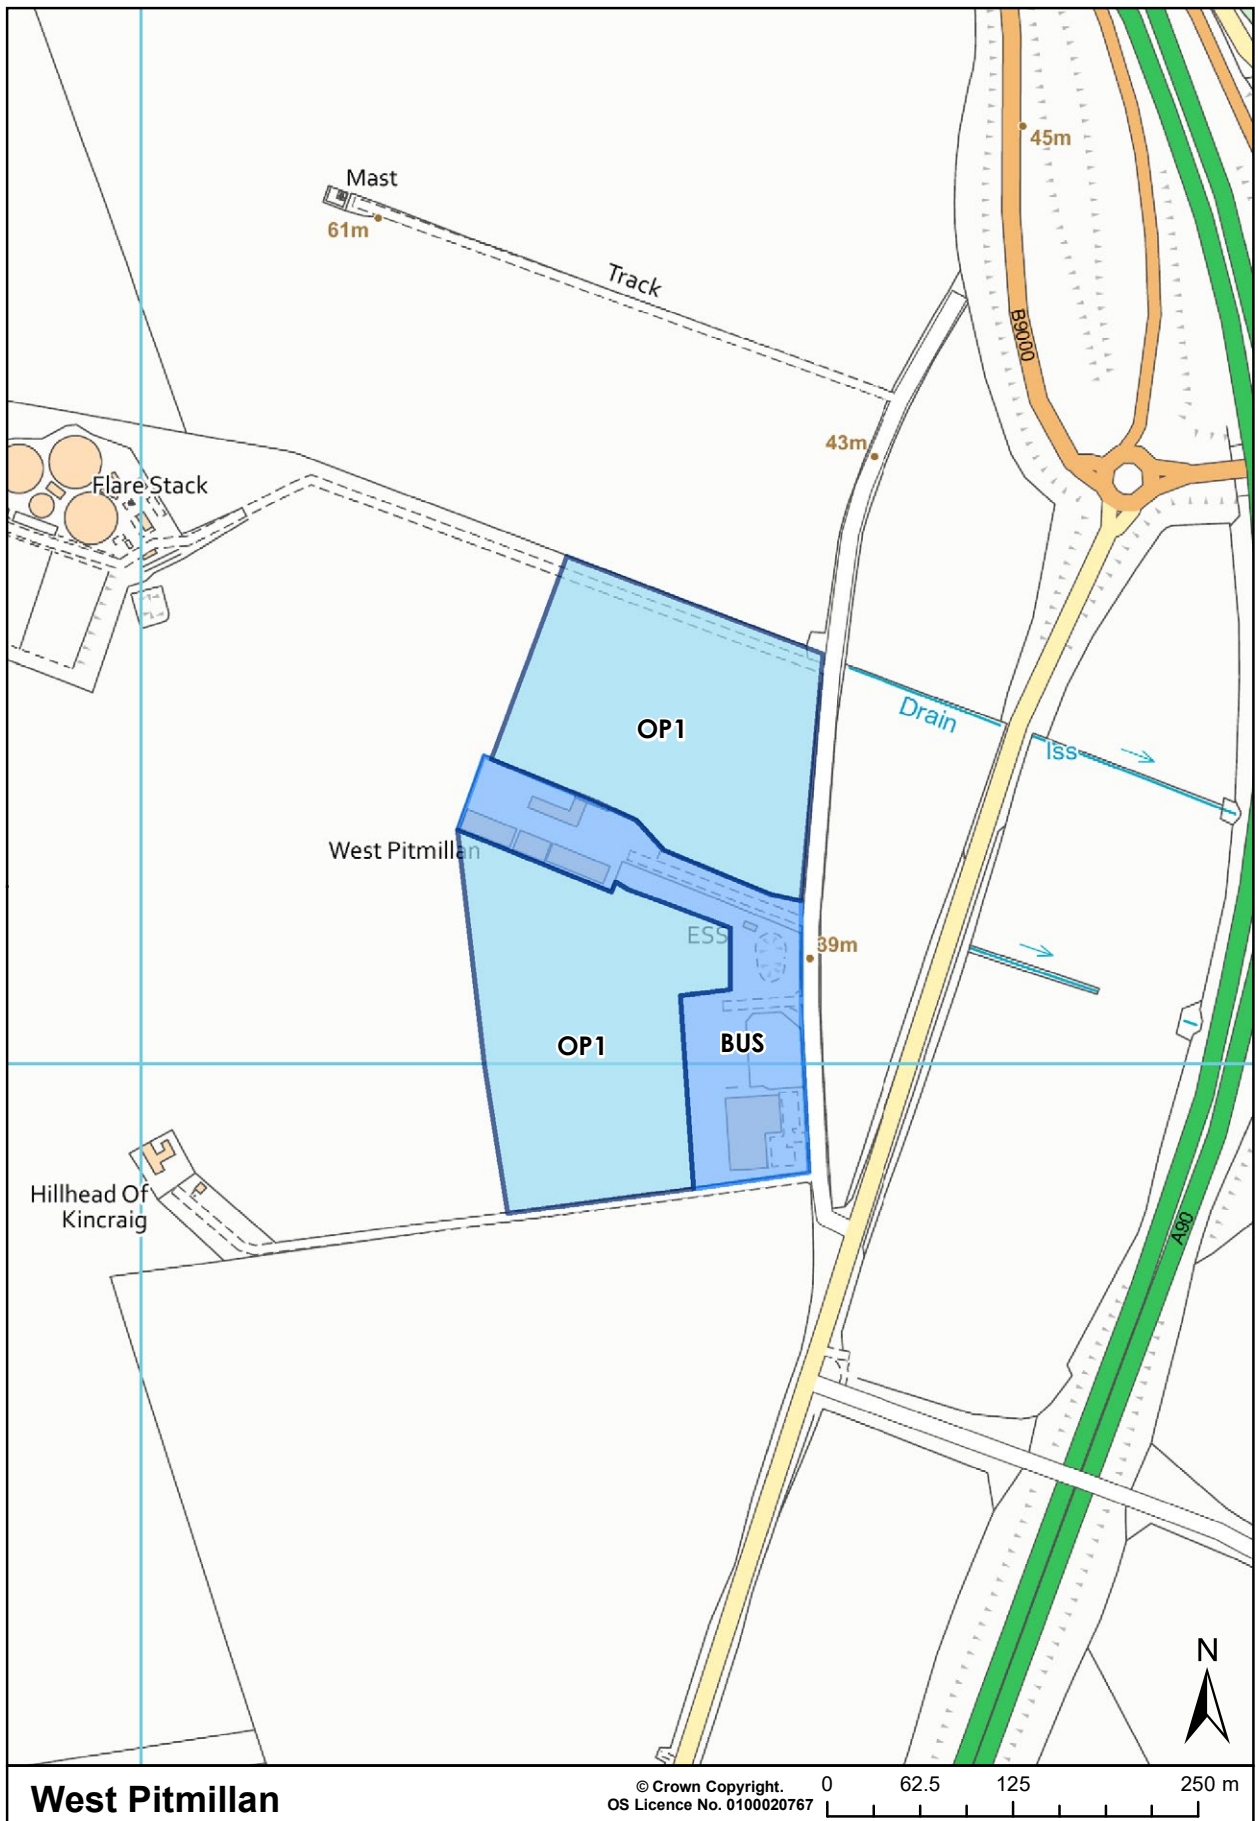 45m
Mast
61m
Track
B9000
43m
Flare Stack
OP1
Drain
Iss
West Pitmillan
ESS
39m
OP1
BUS
Hillhead Of
Kincraig
A90
N
West Pitmillan
© Crown Copyright.
OS Licence No. 0100020767
0 62.5 125 250 m